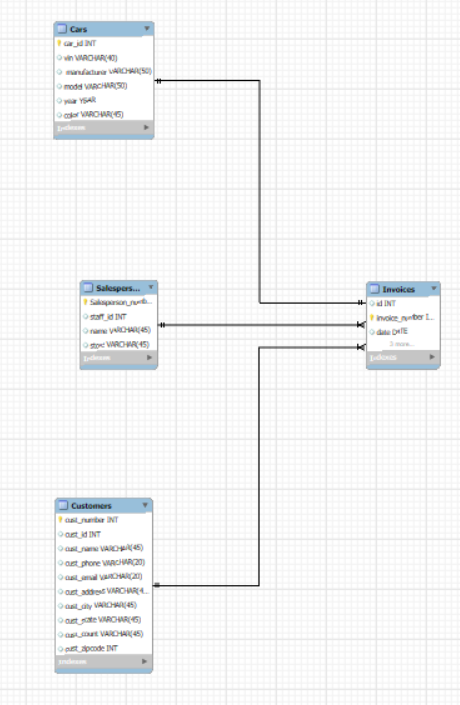 Cars
car_id INT
vin VARCHAR(40)
manufacturer VARCHAR(50)
model VARCHAR(50)
year YEAR
color VARCHAR(45)
Indexes
Salespers...
Salesperson_numb...
staff_id INT
name VARCHAR(45)
store VARCHAR(45)
Indexes
Invoices
id INT
invoice_number I...
date DATE
3 more...
Indexes
Customers
cust_number INT
cust_id INT
cust_name VARCHAR(45)
cust_phone VARCHAR(20)
cust_email VARCHAR(20)
cust_address VARCHAR(4...
cust_city VARCHAR(45)
cust_state VARCHAR(45)
cust_count VARCHAR(45)
cust_zipcode INT
Indexes